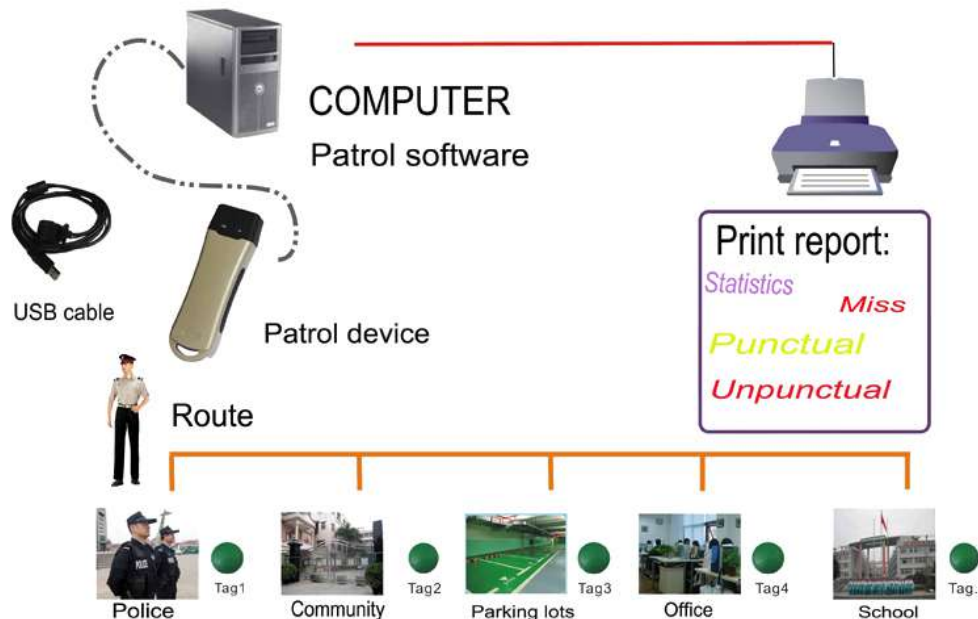 COMPUTER
Patrol software
USB cable
Patrol device
Print report:
Statistics
Miss
Punctual
Unpunctual
Route
Tag1
Tag2
Tag3
Tag4
Tag.
Police
Community
Parking lots
Office
School